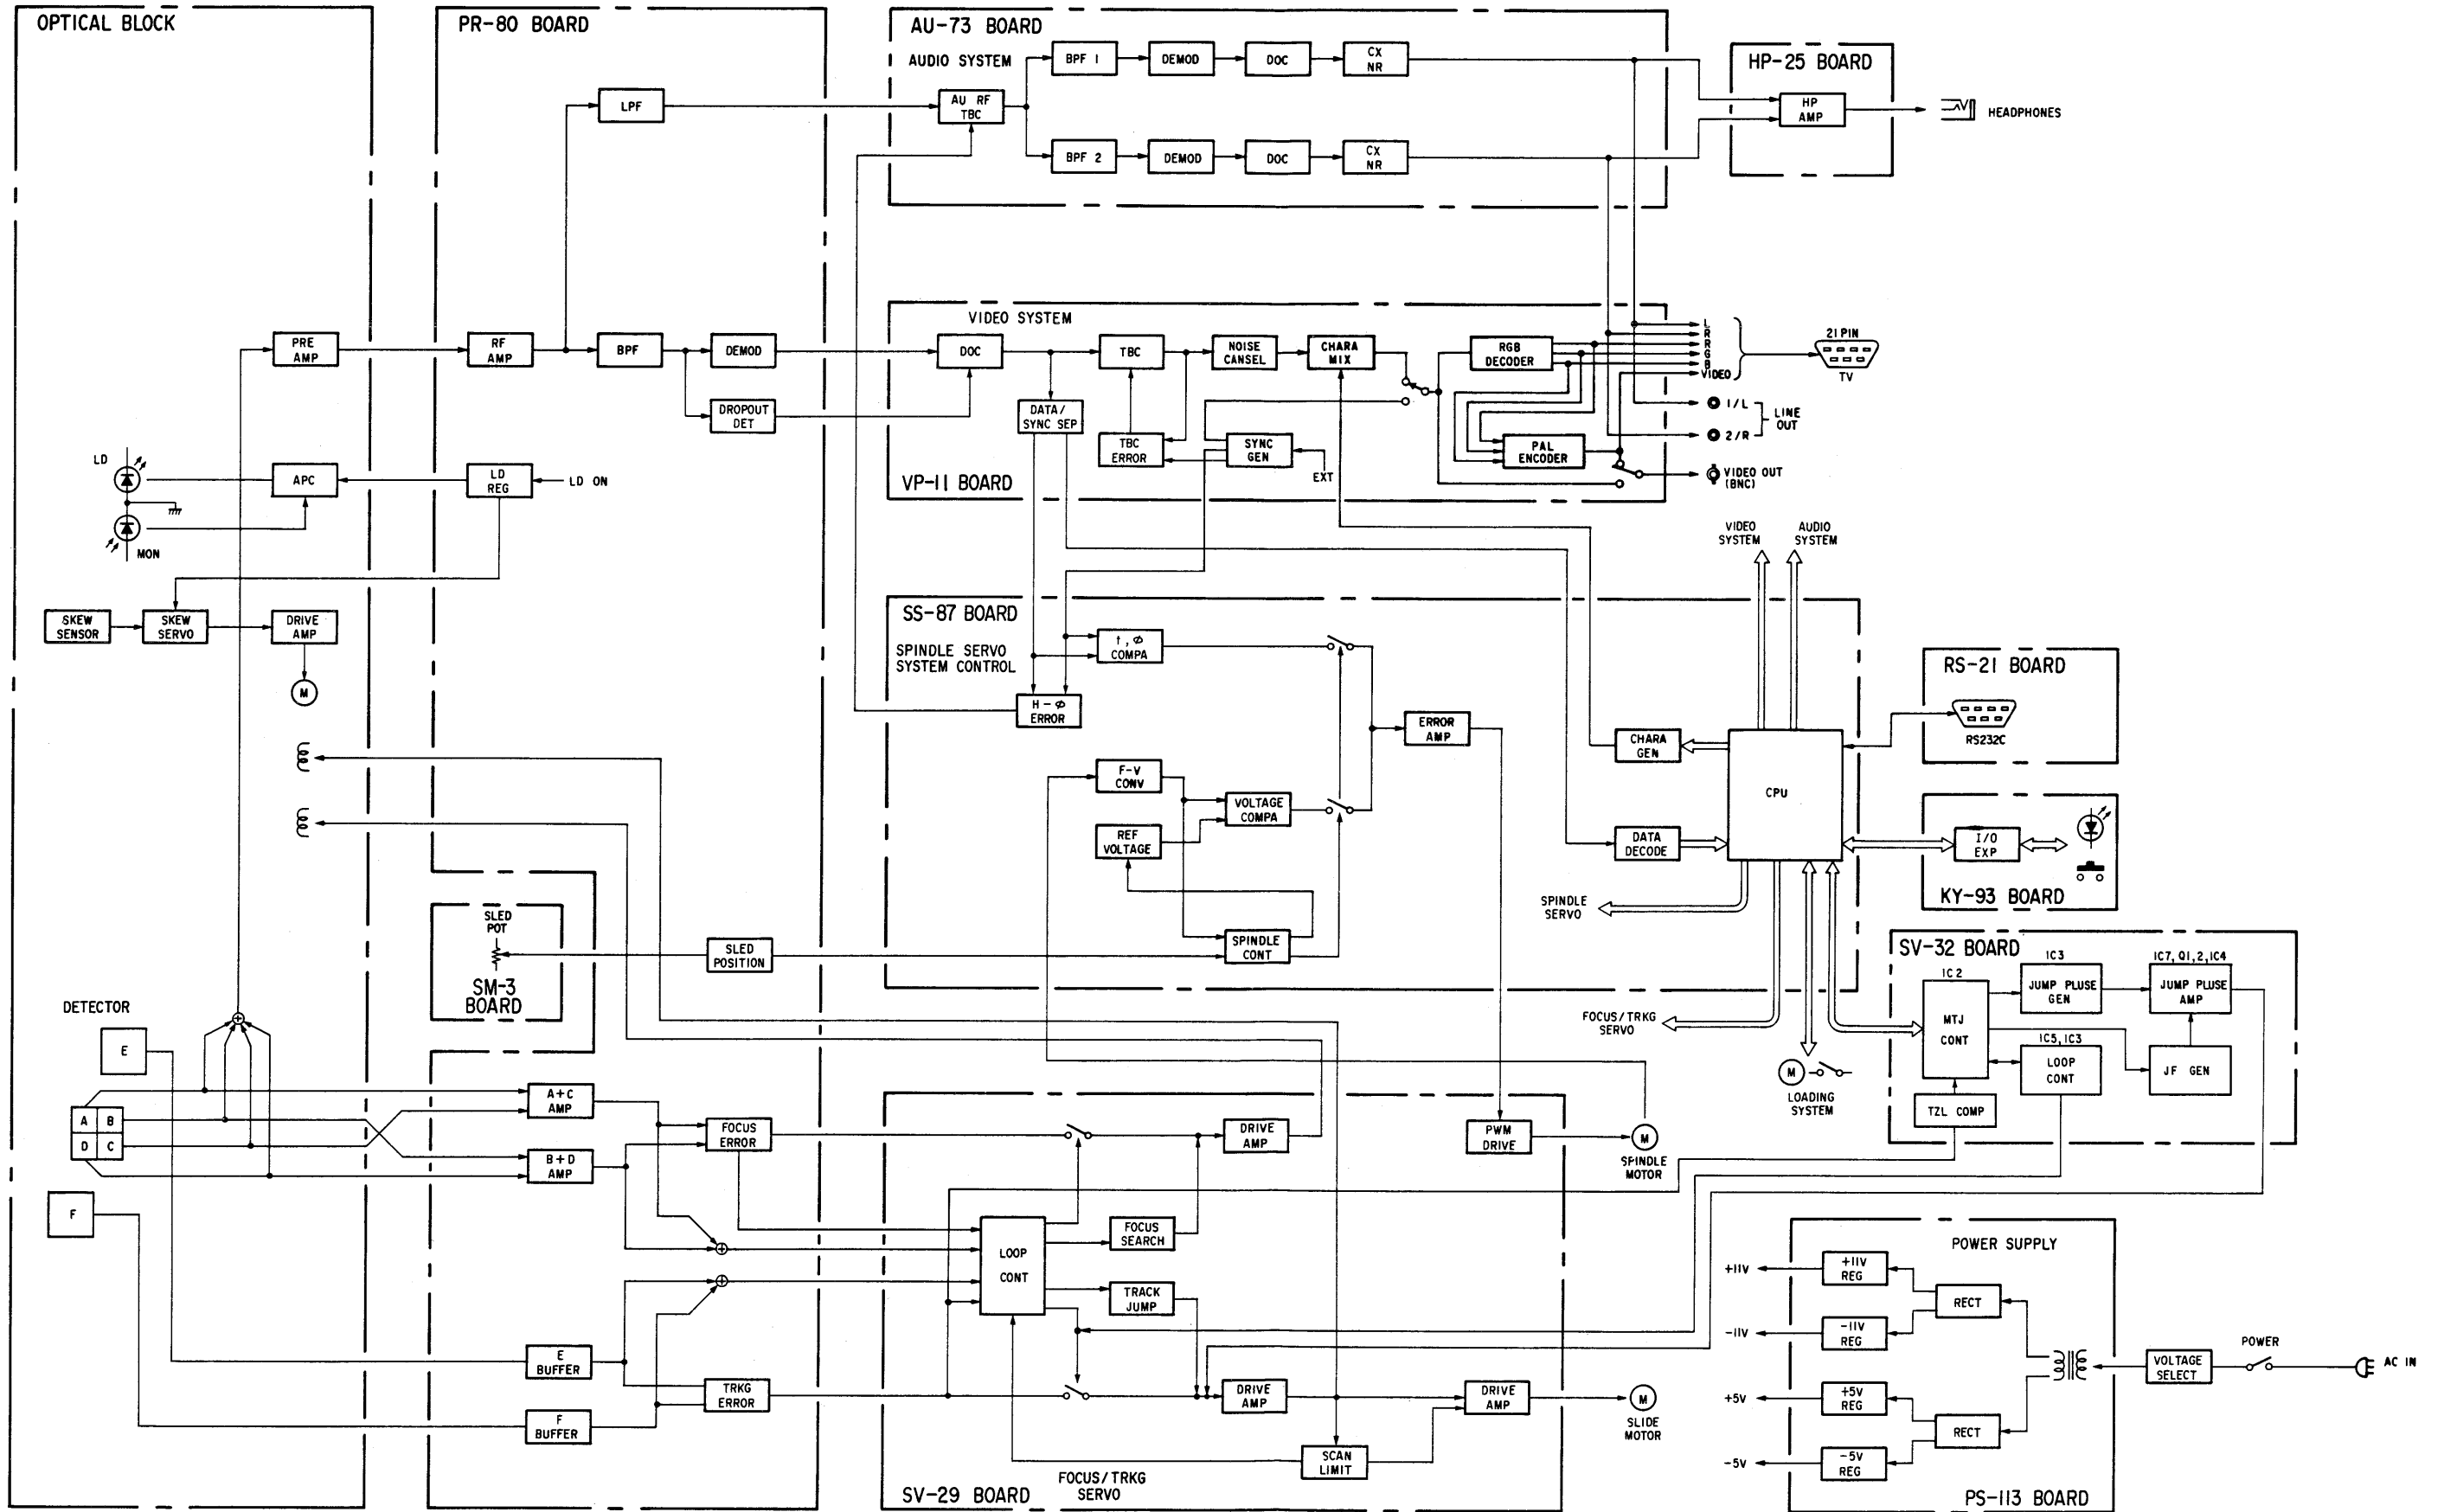 OPTICAL BLOCK
PRE
AMP
LD
APC
MON
SKEW
SENSOR
SKEW
SERVO
DRIVE
AMP
M
DETECTOR
E
A
B
D
C
F
PR-80 BOARD
LPF
RF
AMP
BPF
DEMOD
DROPOUT
DET
LD
REG
LD ON
SLED
POT
SM-3
BOARD
SLED
POSITION
A+C
AMP
B+D
AMP
FOCUS
ERROR
E
BUFFER
F
BUFFER
TRKG
ERROR
AU-73 BOARD
AUDIO SYSTEM
AU RF
TBC
BPF 1
DEMOD
DOC
CX
NR
BPF 2
DEMOD
DOC
CX
NR
HP-25 BOARD
HP
AMP
HEADPHONES
VIDEO SYSTEM
DOC
TBC
NOISE
CANSEL
CHARA
MIX
RGB
DECODER
DATA/
SYNC SEP
TBC
ERROR
SYNC
GEN
EXT
PAL
ENCODER
VP-11 BOARD
L
R
R
G
B
VIDEO
21 PIN
TV
1/L
2/R
LINE
OUT
VIDEO OUT
(BNC)
VIDEO
SYSTEM
AUDIO
SYSTEM
SS-87 BOARD
SPINDLE SERVO
SYSTEM CONTROL
f, ø
COMPA
H-ø
ERROR
ERROR
AMP
F-V
CONV
REF
VOLTAGE
VOLTAGE
COMPA
SPINDLE
CONT
CHARA
GEN
DATA
DECODE
CPU
SPINDLE
SERVO
FOCUS/TRKG
SERVO
M
LOADING
SYSTEM
RS-21 BOARD
RS232C
I/O
EXP
KY-93 BOARD
SV-32 BOARD
IC2
MTJ
CONT
IC3
JUMP PLUSE
GEN
IC7, Q1, 2, IC4
JUMP PLUSE
AMP
IC5, IC3
LOOP
CONT
JF GEN
TZL COMP
DRIVE
AMP
PWM
DRIVE
M
SPINDLE
MOTOR
LOOP
CONT
FOCUS
SEARCH
TRACK
JUMP
DRIVE
AMP
DRIVE
AMP
M
SLIDE
MOTOR
SCAN
LIMIT
FOCUS/TRKG
SERVO
SV-29 BOARD
POWER SUPPLY
+11V
+11V
REG
RECT
-11V
-11V
REG
+5V
+5V
REG
RECT
-5V
-5V
REG
VOLTAGE
SELECT
POWER
AC IN
PS-113 BOARD